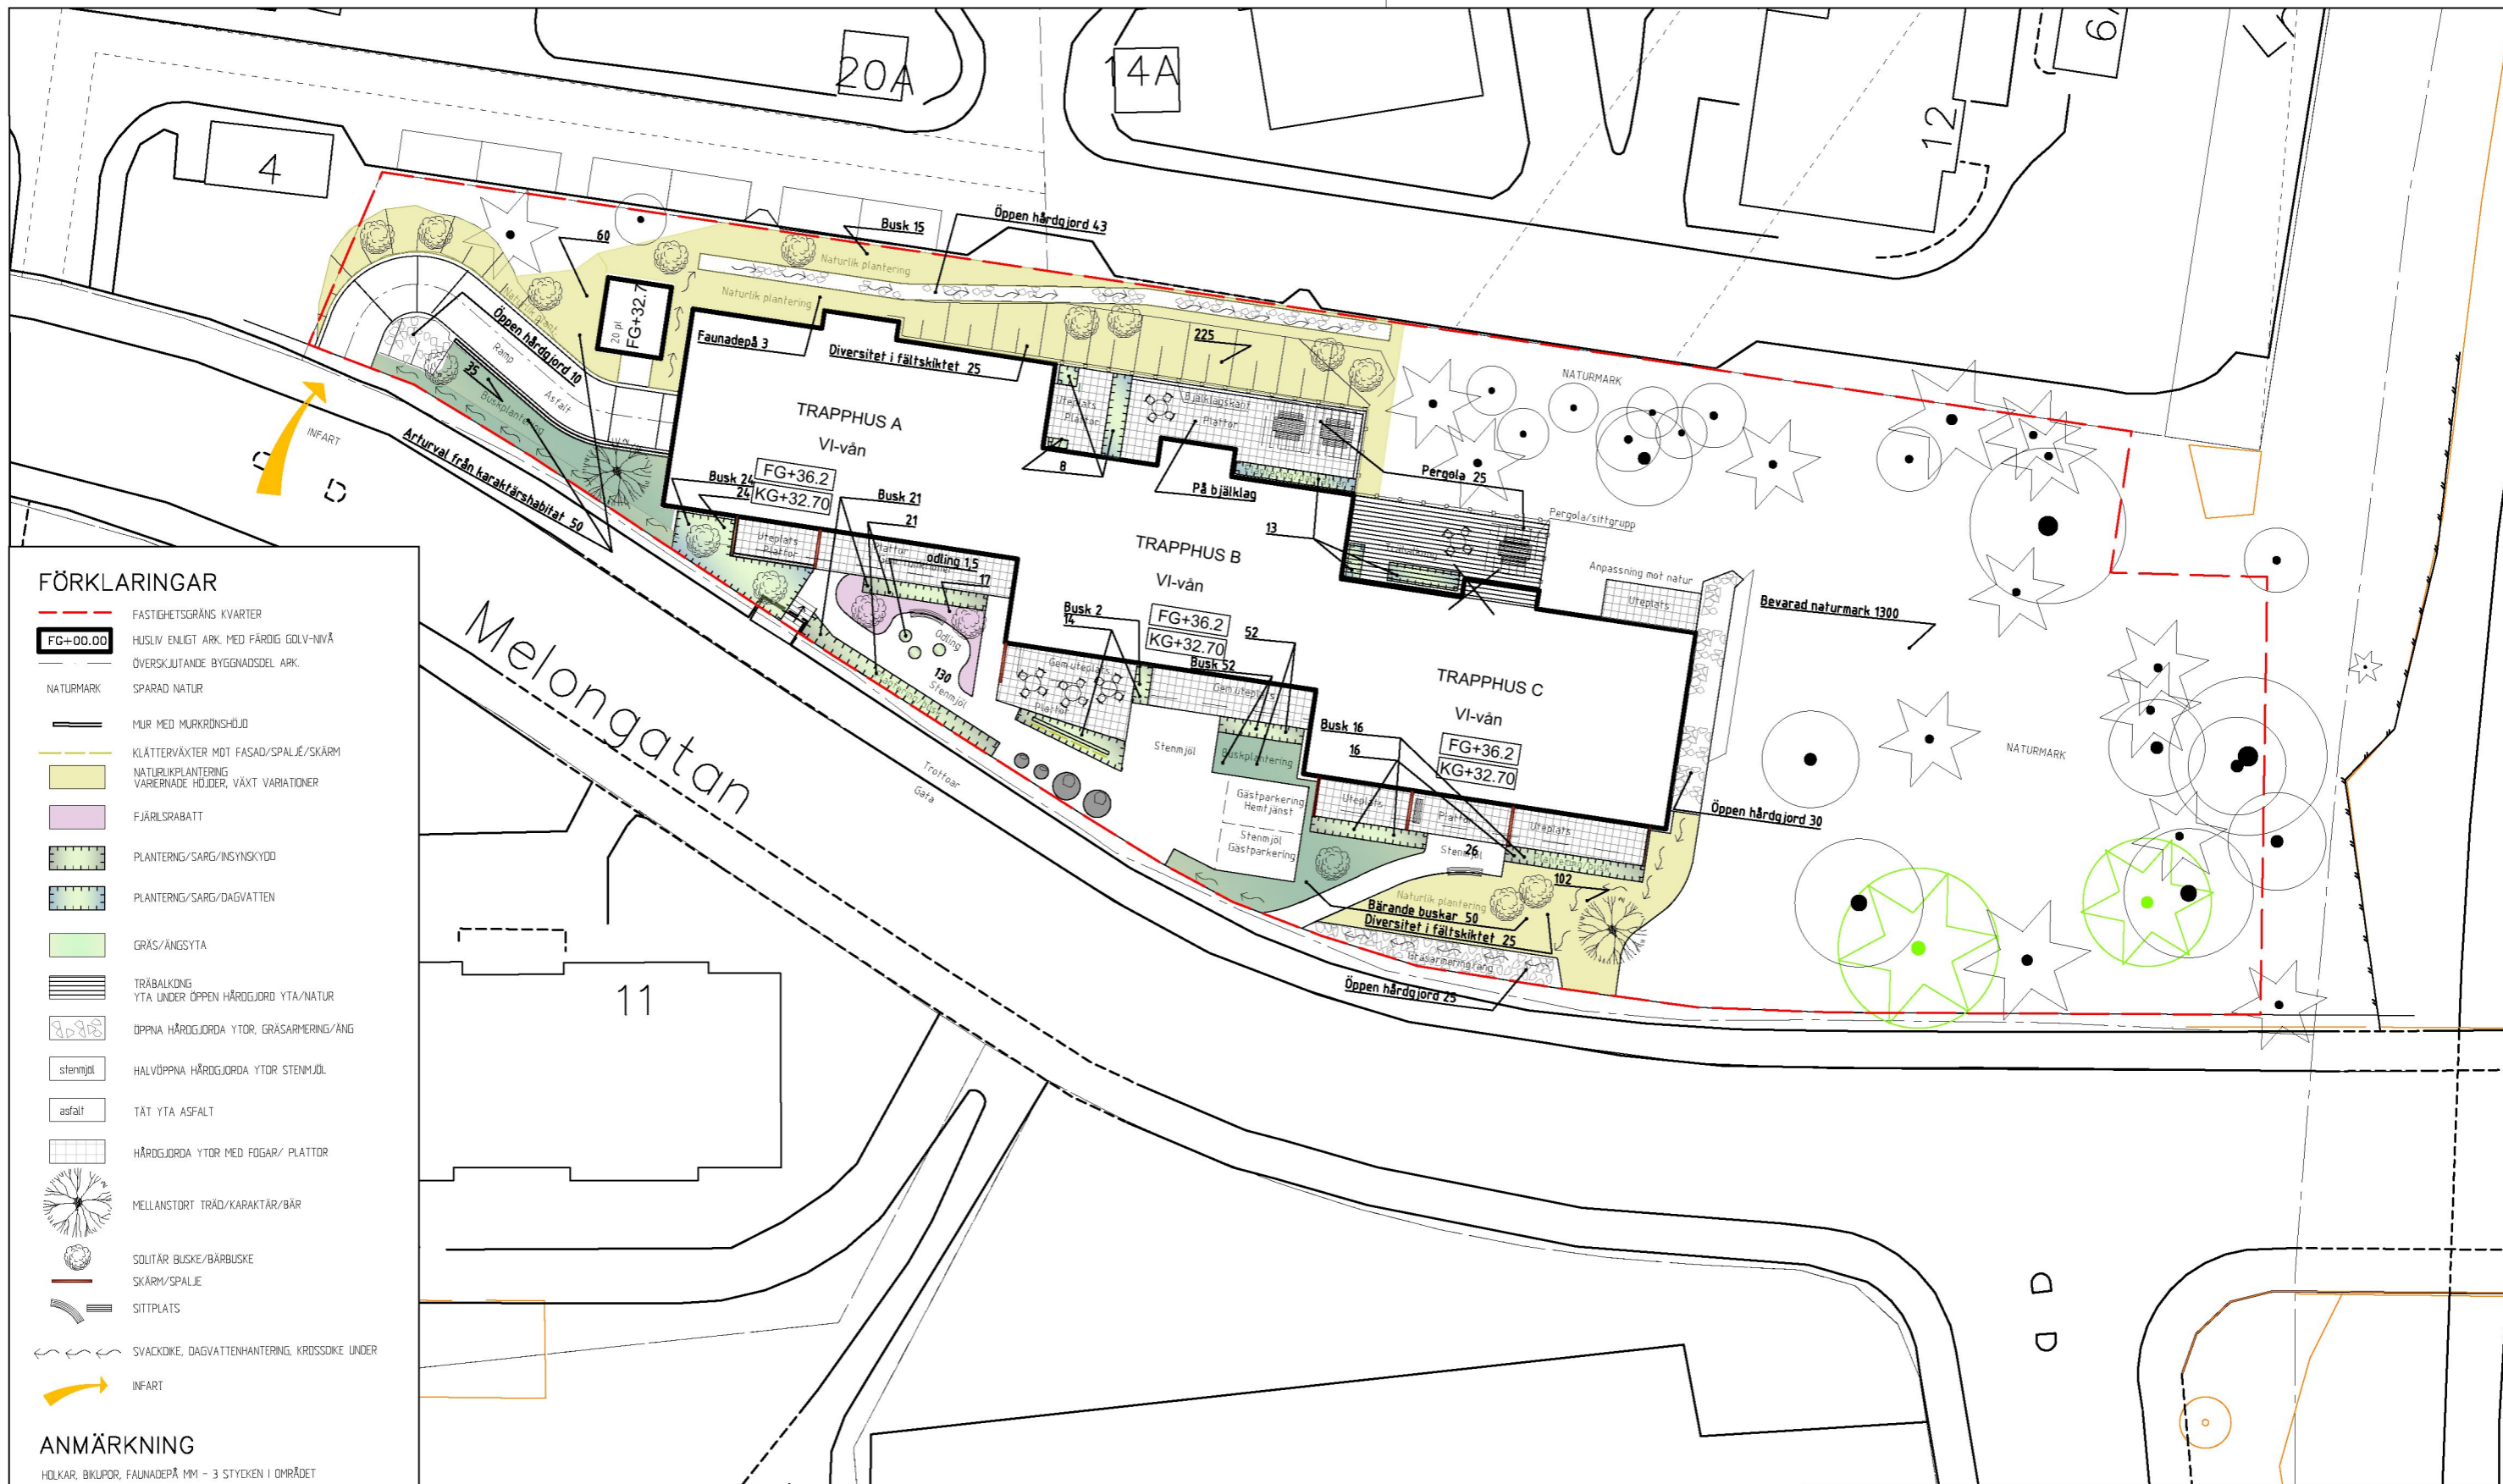 20A
14A
6A
4
12
60
Busk 15
Öppen hårdgjord 43
Naturlik plantering
Naturlik plantering
20 pl
FG+32.7
Öppen hårdgjord 10
Ramp
Asfalt
35
Buskplantering
Faunadepå 3
Diversitet i fältskiktet 25
225
NATURMARK
INFART
Arturval från karaktärshabitat 50
TRAPPHUS A
VI-vån
FG+36.2
KG+32.70
Uteplats
Plattor
Bjälklagskant
Plattor
8
På bjälklag
Pergola 25
13
Pergola/sittgrupp
Träbalkong
Busk 24
24
Busk 21
21
Uteplats
Plattor
Plattor
odling 1,5
17
Odling
130
Stenmjöl
TRAPPHUS B
VI-vån
FG+36.2
KG+32.70
Busk 2
14
52
Busk 52
Gem.uteplats
Plattor
Gem.uteplats
Anpassning mot natur
Uteplats
Bevarad naturmark 1300
TRAPPHUS C
VI-vån
FG+36.2
KG+32.70
Busk 16
16
Stenmjöl
Buskplantering
Gästparkering
Hemtjänst
Stenmjöl
Gästparkering
Uteplats
Plattor
Uteplats
Stenmjöl
26
Plantering/busk
Öppen hårdgjord 30
NATURMARK
102
Naturlik plantering
Bärande buskar 50
Diversitet i fältskiktet 25
Gräsarmering/äng
Öppen hårdgjord 25
Melongatan
Trottoar
Gata
11
FÖRKLARINGAR
FASTIGHETSGRÄNS KVARTER
FG+00.00 HUSLIV ENLIGT ARK. MED FÄRDIG GOLV-NIVÅ
ÖVERSKJUTANDE BYGGNADSDEL ARK.
NATURMARK SPARAD NATUR
MUR MED MURKRÖNSHÖJD
KLÄTTERVÄXTER MOT FASAD/SPALJÉ/SKÄRM
NATURLIKPLANTERING
VARIERNADE HÖJDER, VÄXT VARIATIONER
FJÄRILSRABATT
PLANTERNG/SARG/INSYNSKYDD
PLANTERNG/SARG/DAGVATTEN
GRÄS/ÄNGSYTA
TRÄBALKONG
YTA UNDER ÖPPEN HÅRDGJORD YTA/NATUR
ÖPPNA HÅRDGJORDA YTOR, GRÄSARMERING/ÄNG
stenmjöl HALVÖPPNA HÅRDGJORDA YTOR STENMJÖL
asfalt TÄT YTA ASFALT
HÅRDGJORDA YTOR MED FOGAR/ PLATTOR
MELLANSTORT TRÄD/KARAKTÄR/BÄR
SOLITÄR BUSKE/BÄRBUSKE
SKÄRM/SPALJE
SITTPLATS
SVACKDIKE, DAGVATTENHANTERING, KROSSDIKE UNDER
INFART
ANMÄRKNING
HOLKAR, BIKUPOR, FAUNADEPÅ MM - 3 STYCKEN I OMRÅDET